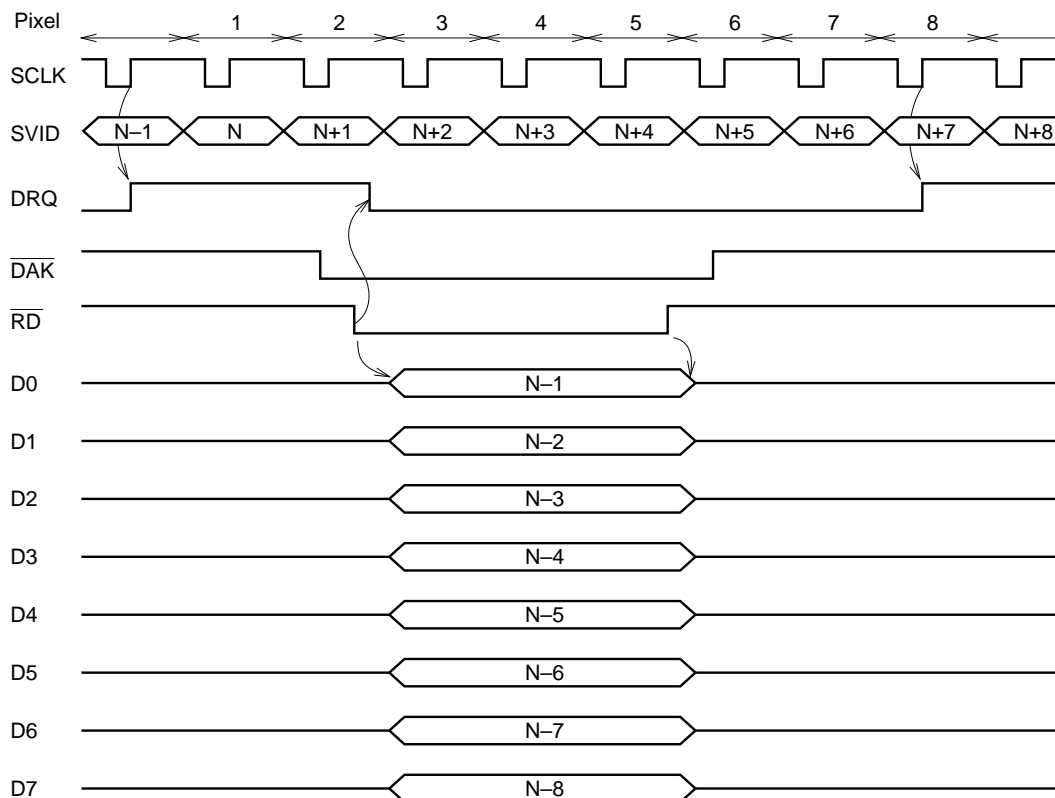 Pixel 1 2 3 4 5 6 7 8
SCLK
SVID N–1 N N+1 N+2 N+3 N+4 N+5 N+6 N+7 N+8
DRQ
DAK
RD
D0 N–1
D1 N–2
D2 N–3
D3 N–4
D4 N–5
D5 N–6
D6 N–7
D7 N–8